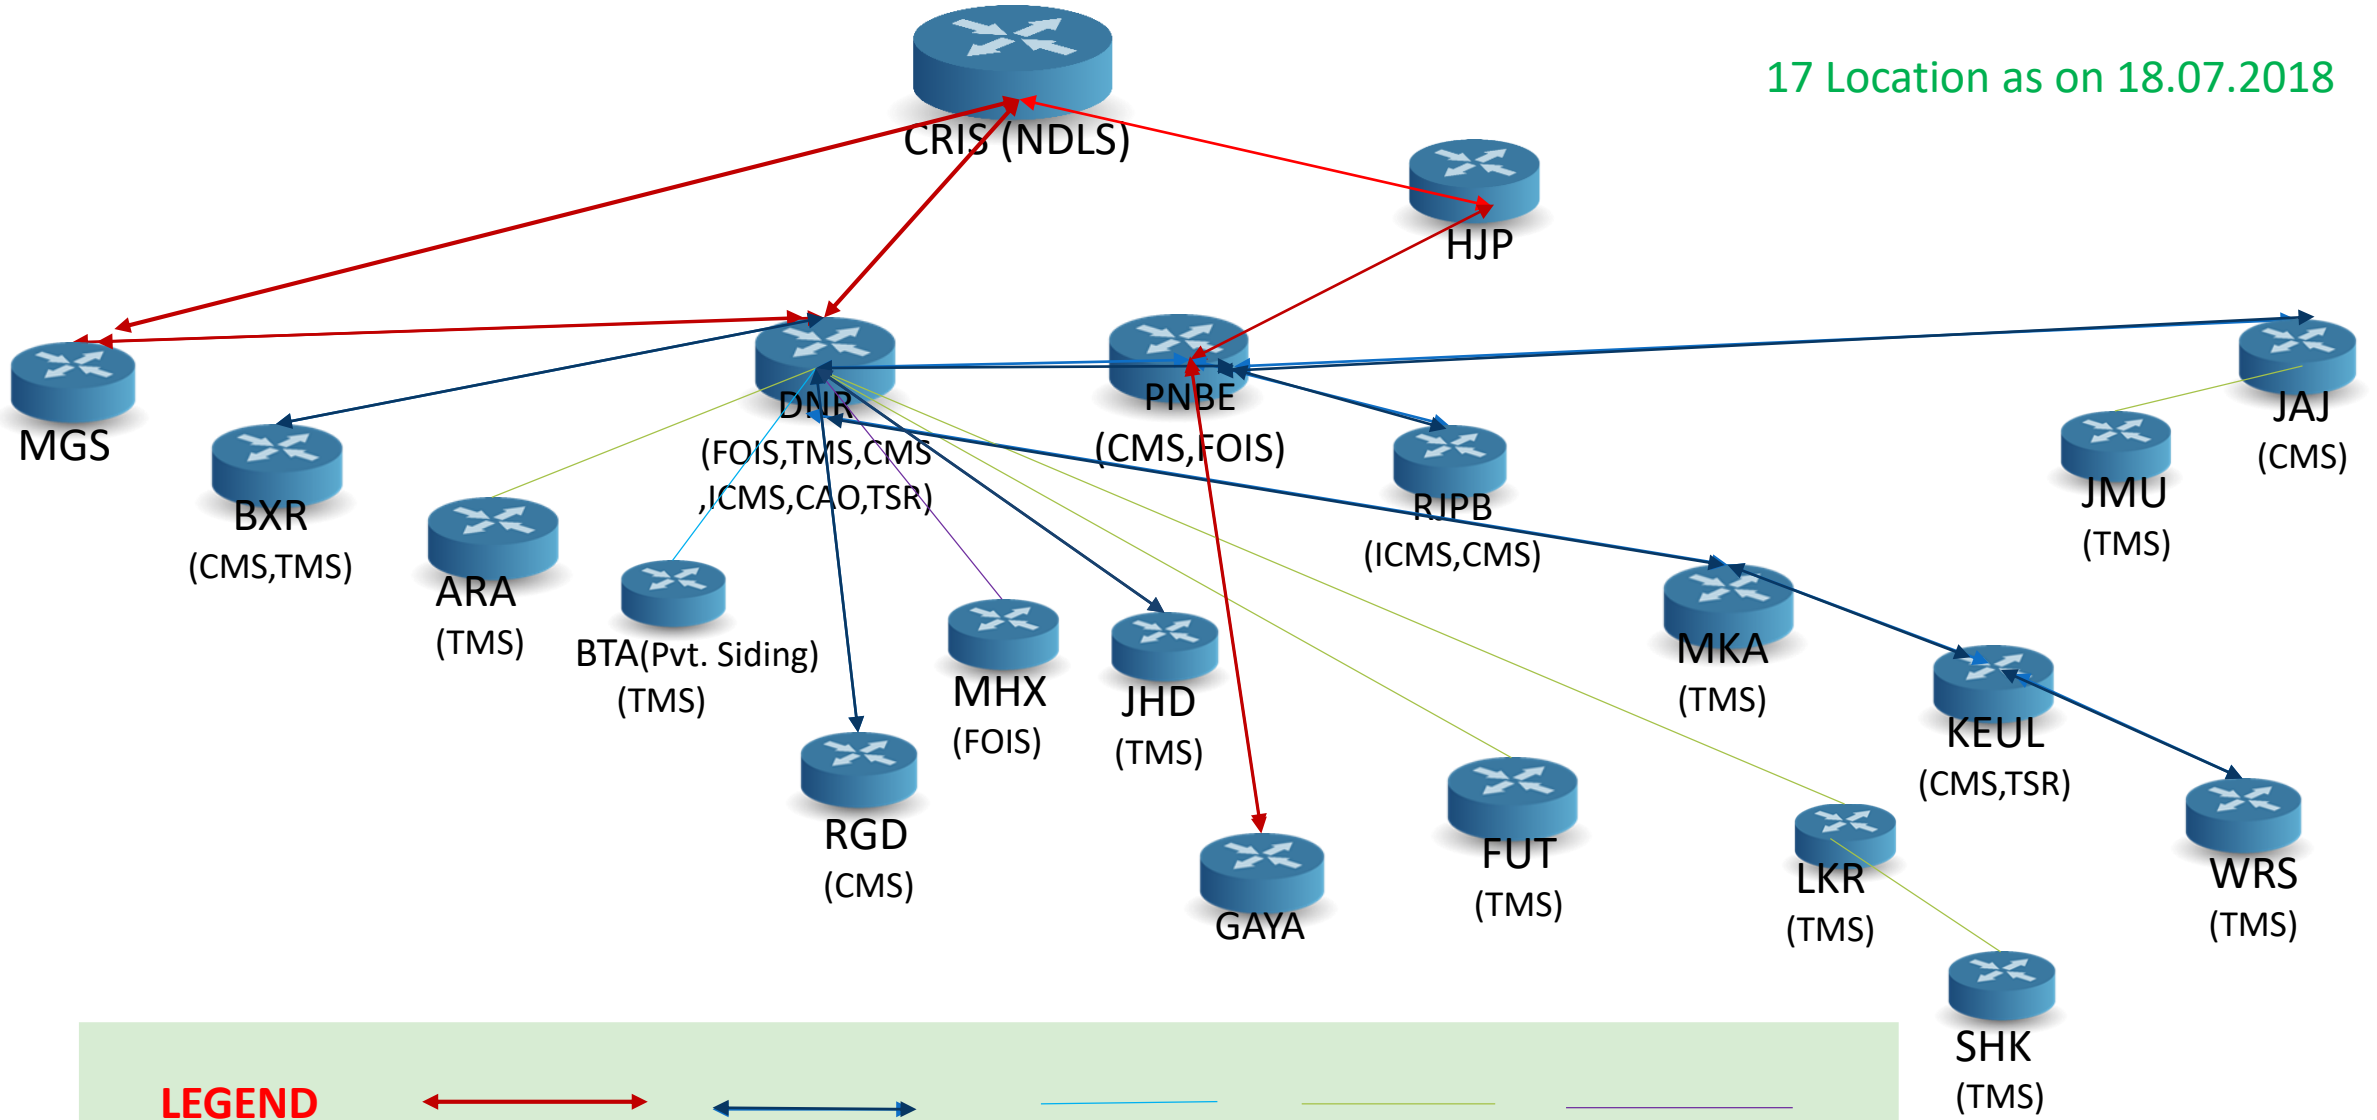 17 Location as on 18.07.2018
CRIS (NDLS)
HJP
MGS
DNR
(FOIS,TMS,CMS
,ICMS,CAO,TSR)
PNBE
(CMS,FOIS)
RJPB
(ICMS,CMS)
JAJ
(CMS)
JMU
(TMS)
BXR
(CMS,TMS)
ARA
(TMS)
BTA(Pvt. Siding)
(TMS)
MHX
(FOIS)
JHD
(TMS)
MKA
(TMS)
KEUL
(CMS,TSR)
RGD
(CMS)
GAYA
FUT
(TMS)
LKR
(TMS)
WRS
(TMS)
SHK
(TMS)
LEGEND